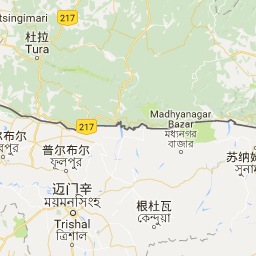 tsingimari
217
杜拉
Tura
Madhyanagar
Bazar
মধ্যনগর
বাজার
217
尔布尔
রপুর
普尔布尔
ফুলপুর
苏纳姆
সুনাম
迈门辛
ময়মনসিংহ
Trishal
ত্রিশাল
根杜瓦
কেন্দুয়া